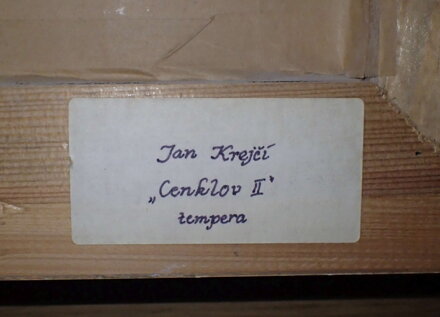 Jan Krejčí
„Cenklov II"
tempera